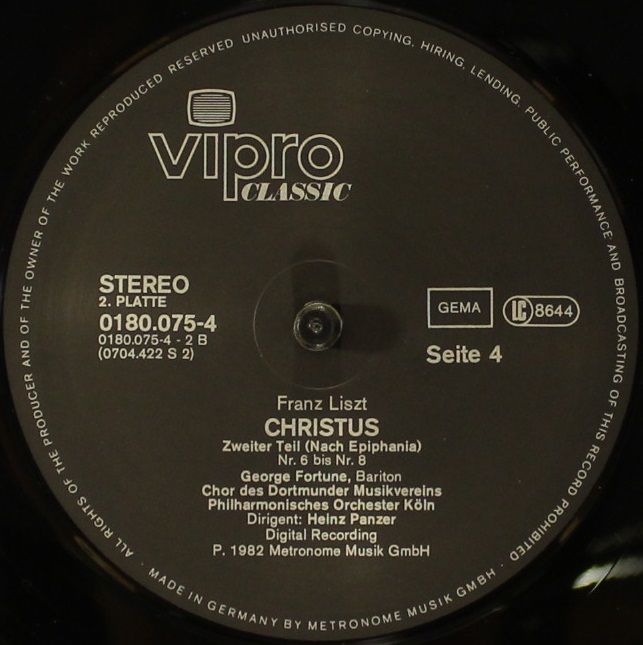 ALL RIGHTS OF THE PRODUCER AND OF THE OWNER OF THE WORK REPRODUCED RESERVED UNAUTHORISED COPYING, HIRING, LENDING, PUBLIC PERFORMANCE AND BROADCASTING OF THIS RECORD PROHIBITED
vipro
CLASSIC
STEREO
2. PLATTE
0180.075-4
0180.075-4 - 2 B
(0704.422 S 2)
GEMA
LC 8644
Seite 4
Franz Liszt
CHRISTUS
Zweiter Teil (Nach Epiphania)
Nr. 6 bis Nr. 8
George Fortune, Bariton
Chor des Dortmunder Musikvereins
Philharmonisches Orchester Köln
Dirigent: Heinz Panzer
Digital Recording
P. 1982 Metronome Musik GmbH
· MADE IN GERMANY BY METRONOME MUSIK GMBH ·